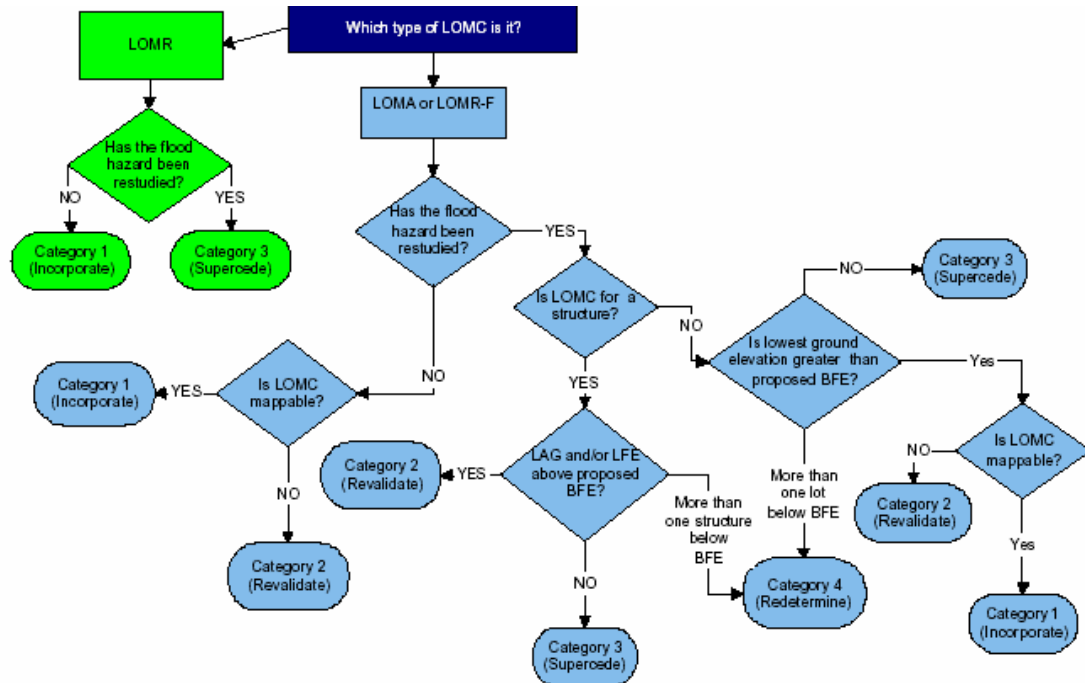 Which type of LOMC is it?
LOMR
LOMA or LOMR-F
Has the flood
hazard been
restudied?
NO
YES
Category 1
(Incorporate)
Category 3
(Supercede)
Has the flood
hazard been
restudied?
YES
NO
Is LOMC for a
structure?
NO
YES
Is lowest ground
elevation greater than
proposed BFE?
NO
Category 3
(Supercede)
Yes
More than
one lot
below BFE
Is LOMC
mappable?
YES
Category 1
(Incorporate)
NO
Category 2
(Revalidate)
LAG and/or LFE
above proposed
BFE?
YES
Category 2
(Revalidate)
More than
one structure
below
BFE
NO
Category 3
(Supercede)
Category 4
(Redetermine)
Is LOMC
mappable?
NO
Category 2
(Revalidate)
Yes
Category 1
(Incorporate)